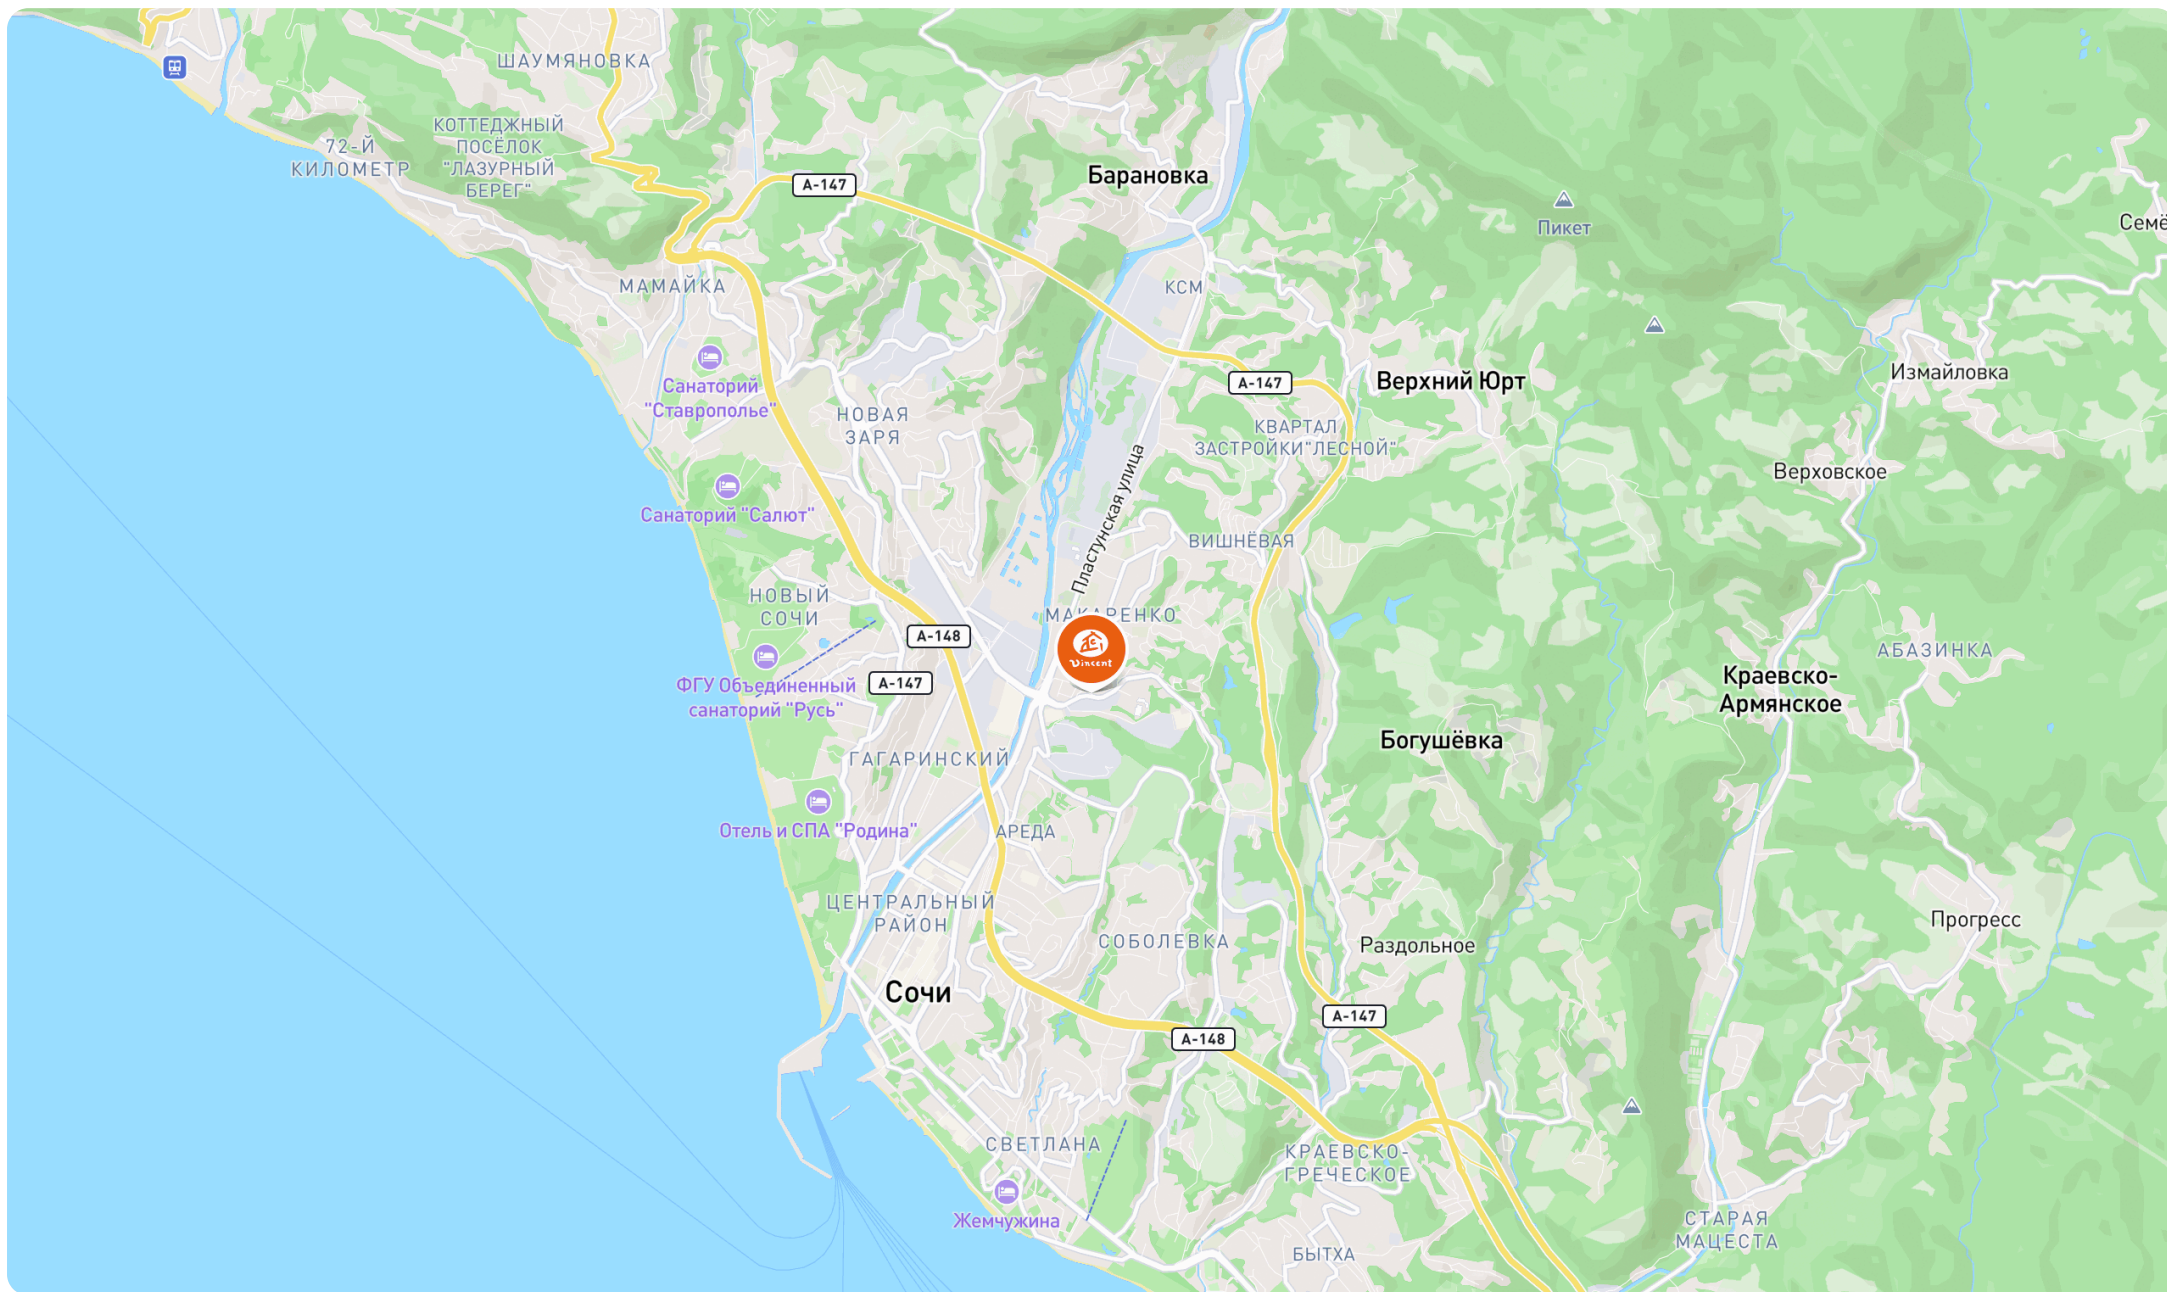 ШАУМЯНОВКА
КОТТЕДЖНЫЙ
ПОСЁЛОК
"ЛАЗУРНЫЙ
БЕРЕГ"
72-Й
КИЛОМЕТР
А-147
Барановка
Пикет
Семё
МАМАЙКА
КСМ
Санаторий
"Ставрополье"
А-147
Верхний Юрт
Измайловка
НОВАЯ
ЗАРЯ
КВАРТАЛ
ЗАСТРОЙКИ"ЛЕСНОЙ"
Верховское
Санаторий "Салют"
Пластунская улица
ВИШНЁВАЯ
НОВЫЙ
СОЧИ
МАКАРЕНКО
Vincent
А-148
АБАЗИНКА
А-147
ФГУ Объединенный
санаторий "Русь"
Краевско-
Армянское
Богушёвка
ГАГАРИНСКИЙ
Отель и СПА "Родина"
АРЕДА
ЦЕНТРАЛЬНЫЙ
РАЙОН
Прогресс
СОБОЛЕВКА
Раздольное
Сочи
А-147
А-148
СВЕТЛАНА
КРАЕВСКО-
ГРЕЧЕСКОЕ
Жемчужина
СТАРАЯ
МАЦЕСТА
БЫТХА